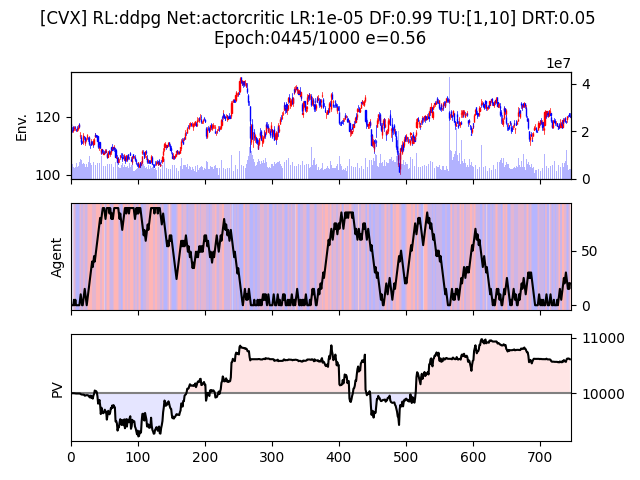 [CVX] RL:ddpg Net:actorcritic LR:1e-05 DF:0.99 TU:[1,10] DRT:0.05
Epoch:0445/1000 e=0.56
1e7
Env.
120
100
4
2
0
Agent
50
0
PV
11000
10000
0 100 200 300 400 500 600 700